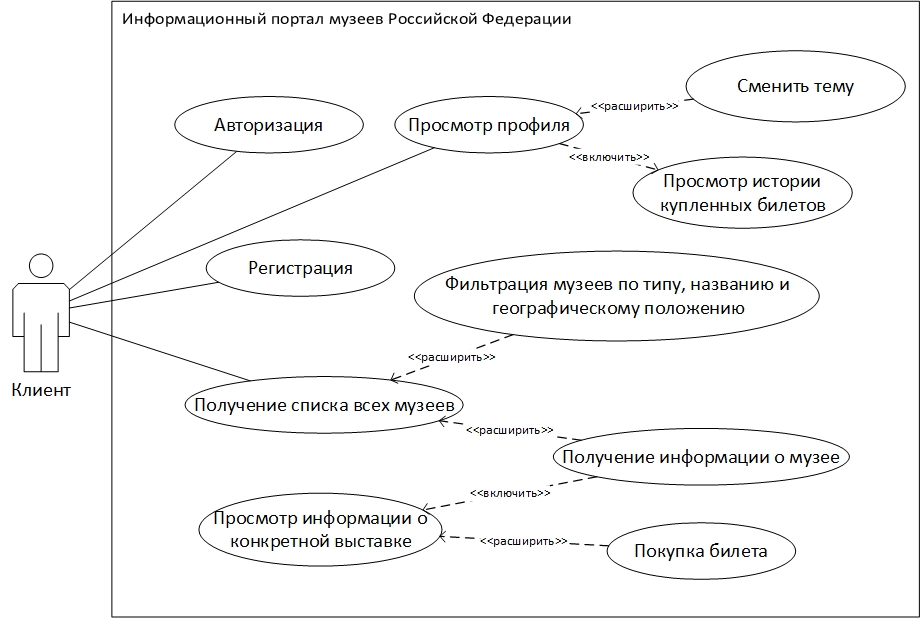 Информационный портал музеев Российской Федерации
Сменить тему
<<расширить>>
Авторизация
Просмотр профиля
<<включить>>
Просмотр истории
купленных билетов
Регистрация
Фильтрация музеев по типу, названию и
географическому положению
<<расширить>>
Клиент
Получение списка всех музеев
<<расширить>>
Получение информации о музее
<<включить>>
Просмотр информации о
конкретной выставке
<<расширить>>
Покупка билета